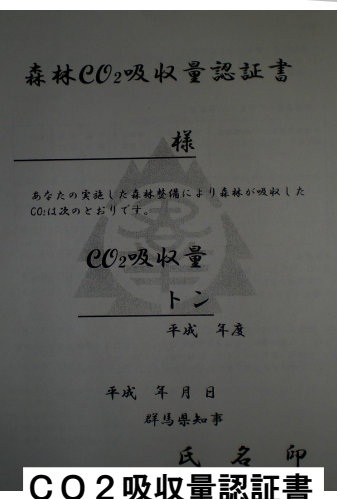 森林CO2吸収量認証書
様
あなたの実施した森林整備により森林が吸収した
CO2は次のとおりです。
CO2吸収量
トン
平成 年度
平成 年 月 日
群馬県知事
氏 名 印
ＣＯ２吸収量認証書